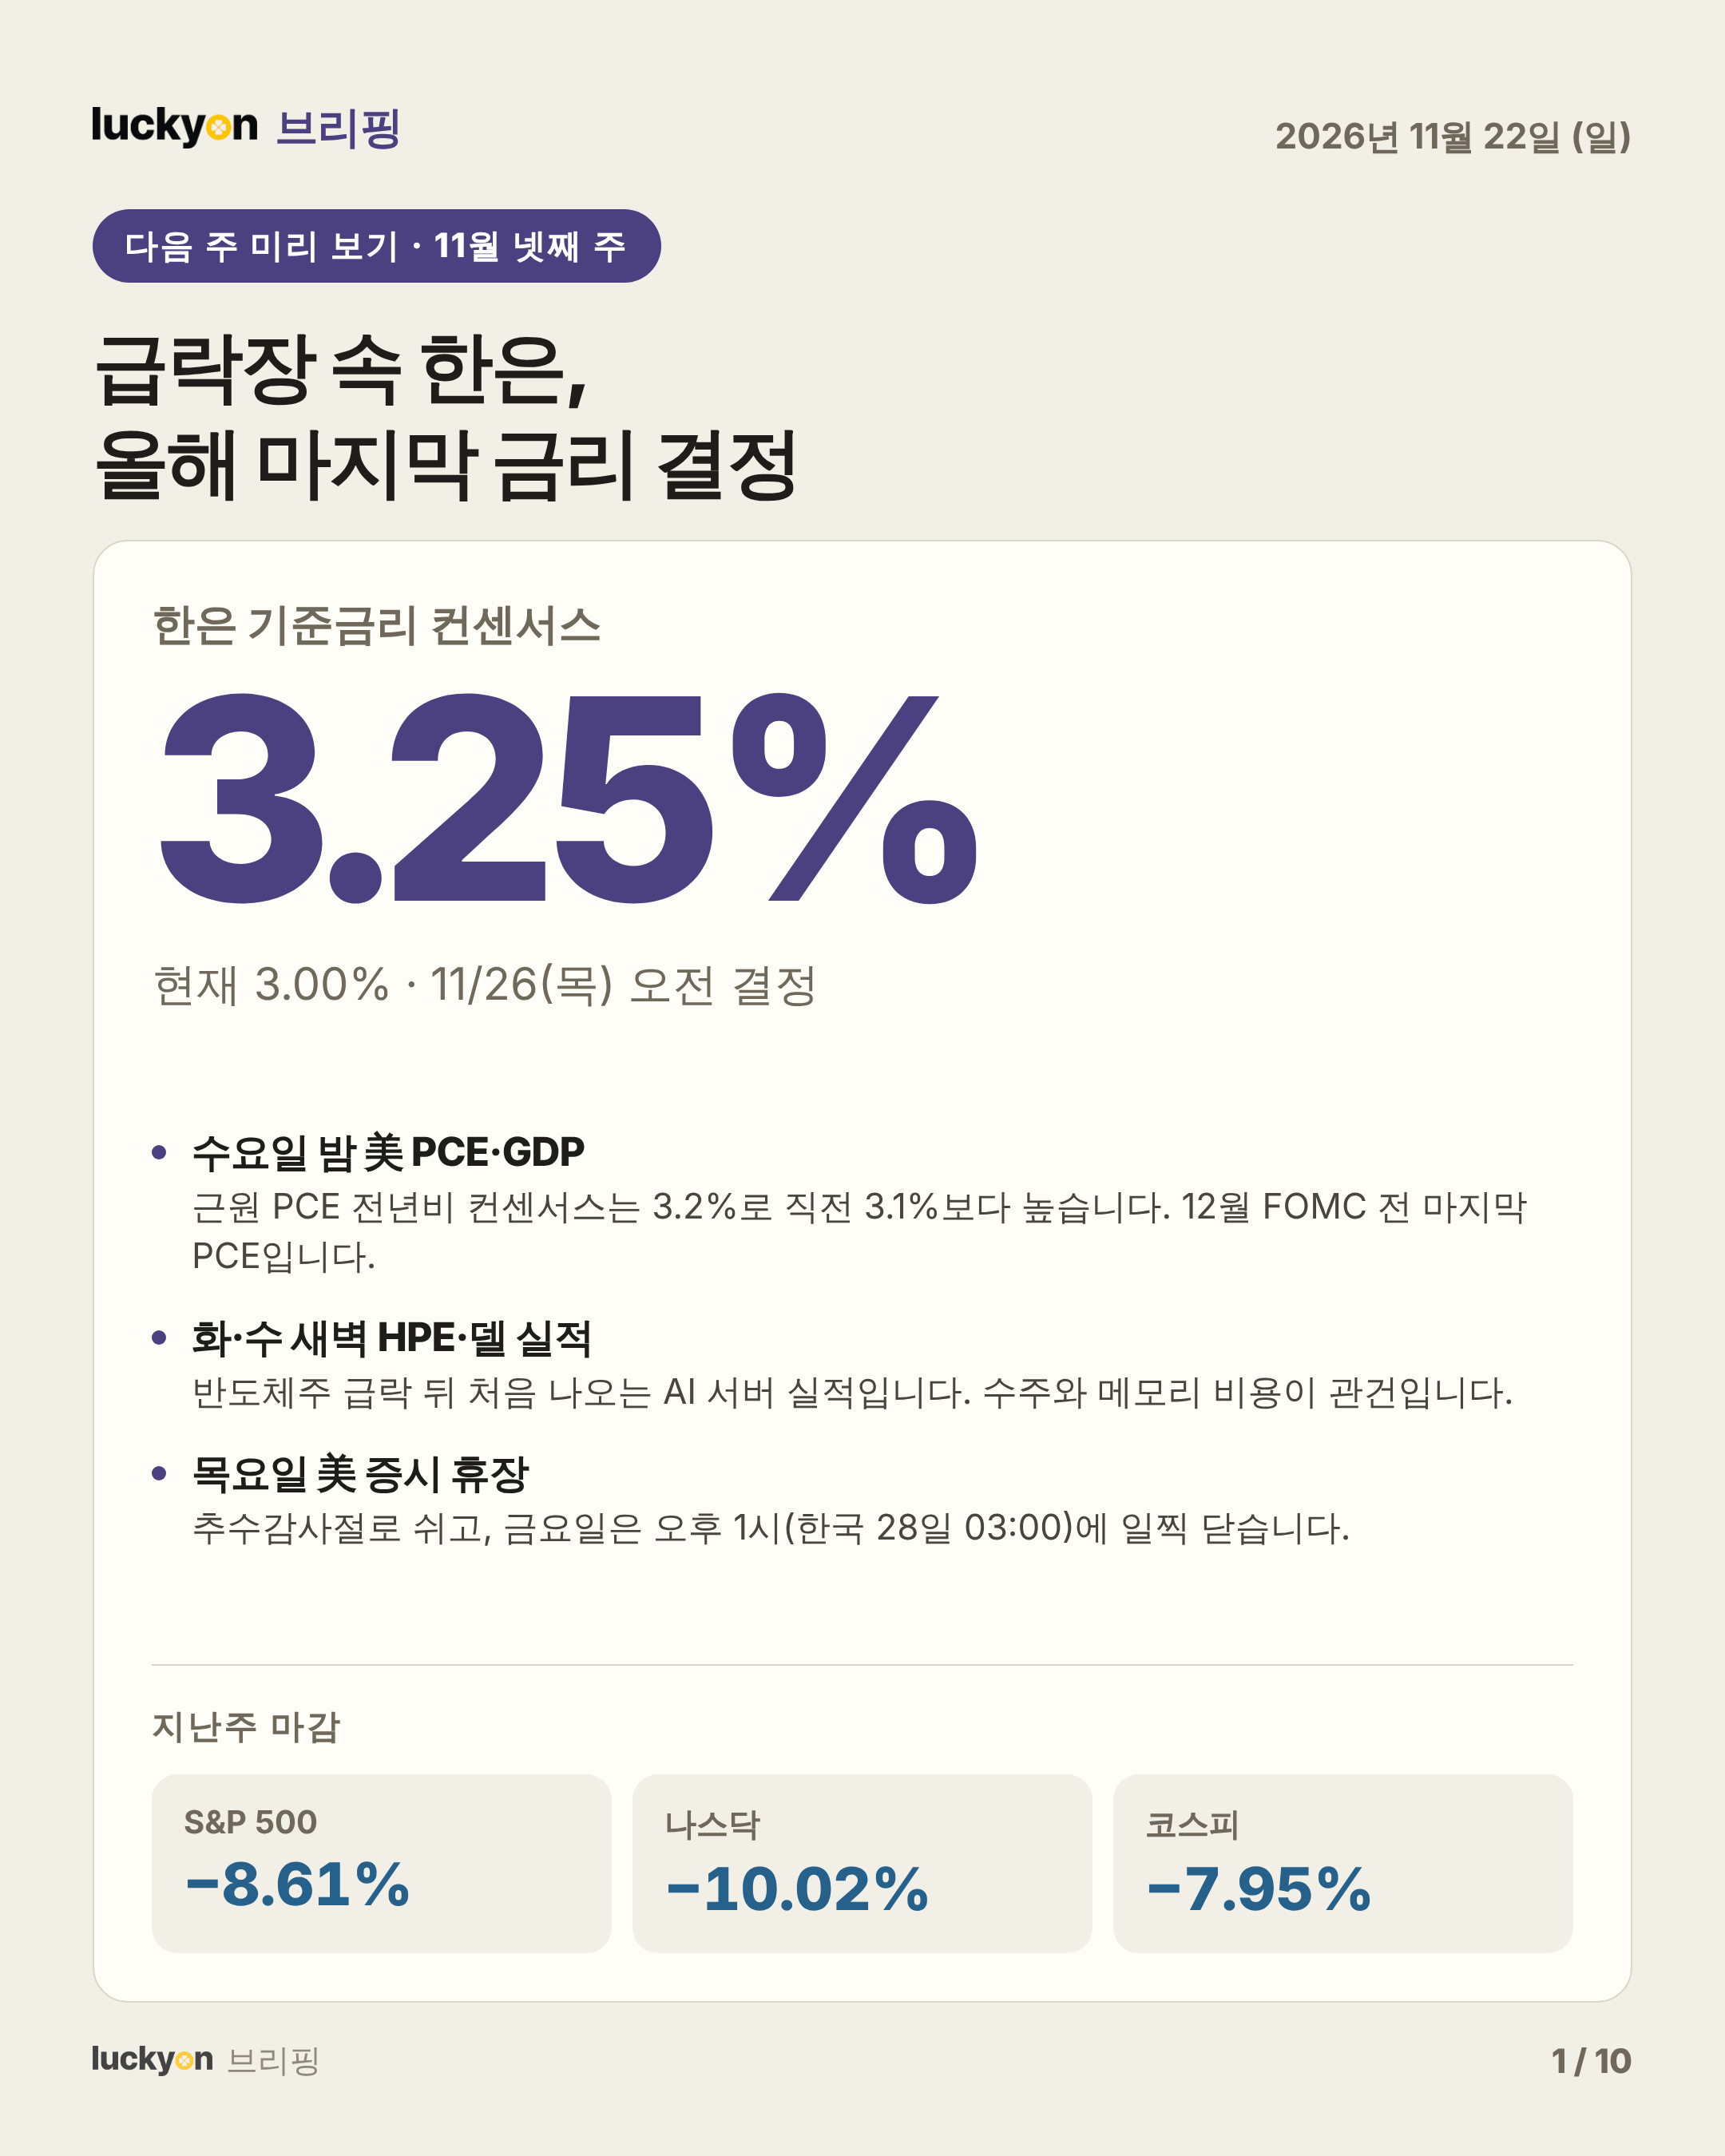 luckyon 브리핑
2026년 11월 22일 (일)
다음 주 미리 보기 · 11월 넷째 주
급락장 속 한은,
올해 마지막 금리 결정
한은 기준금리 컨센서스
3.25%
현재 3.00% · 11/26(목) 오전 결정
수요일 밤 美 PCE·GDP
근원 PCE 전년비 컨센서스는 3.2%로 직전 3.1%보다 높습니다. 12월 FOMC 전 마지막
PCE입니다.
화·수 새벽 HPE·델 실적
반도체주 급락 뒤 처음 나오는 AI 서버 실적입니다. 수주와 메모리 비용이 관건입니다.
목요일 美 증시 휴장
추수감사절로 쉬고, 금요일은 오후 1시(한국 28일 03:00)에 일찍 닫습니다.
지난주 마감
S&P 500
−8.61%
나스닥
−10.02%
코스피
−7.95%
luckyon 브리핑
1 / 10